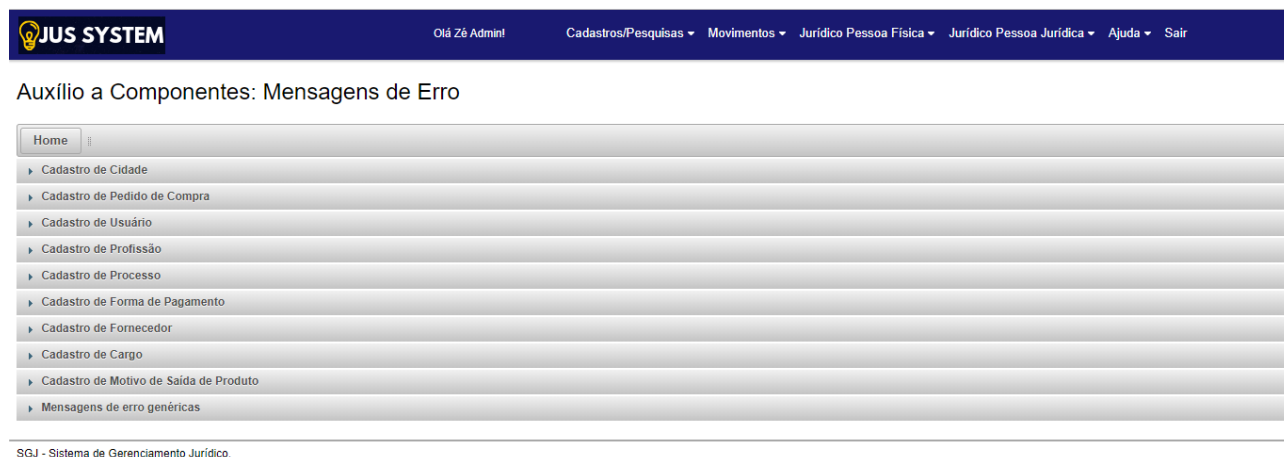 JUS SYSTEM Olá Zé Admin! Cadastros/Pesquisas Movimentos Jurídico Pessoa Física Jurídico Pessoa Jurídica Ajuda Sair
Auxílio a Componentes: Mensagens de Erro
Home
Cadastro de Cidade
Cadastro de Pedido de Compra
Cadastro de Usuário
Cadastro de Profissão
Cadastro de Processo
Cadastro de Forma de Pagamento
Cadastro de Fornecedor
Cadastro de Cargo
Cadastro de Motivo de Saída de Produto
Mensagens de erro genéricas
SGJ - Sistema de Gerenciamento Jurídico.